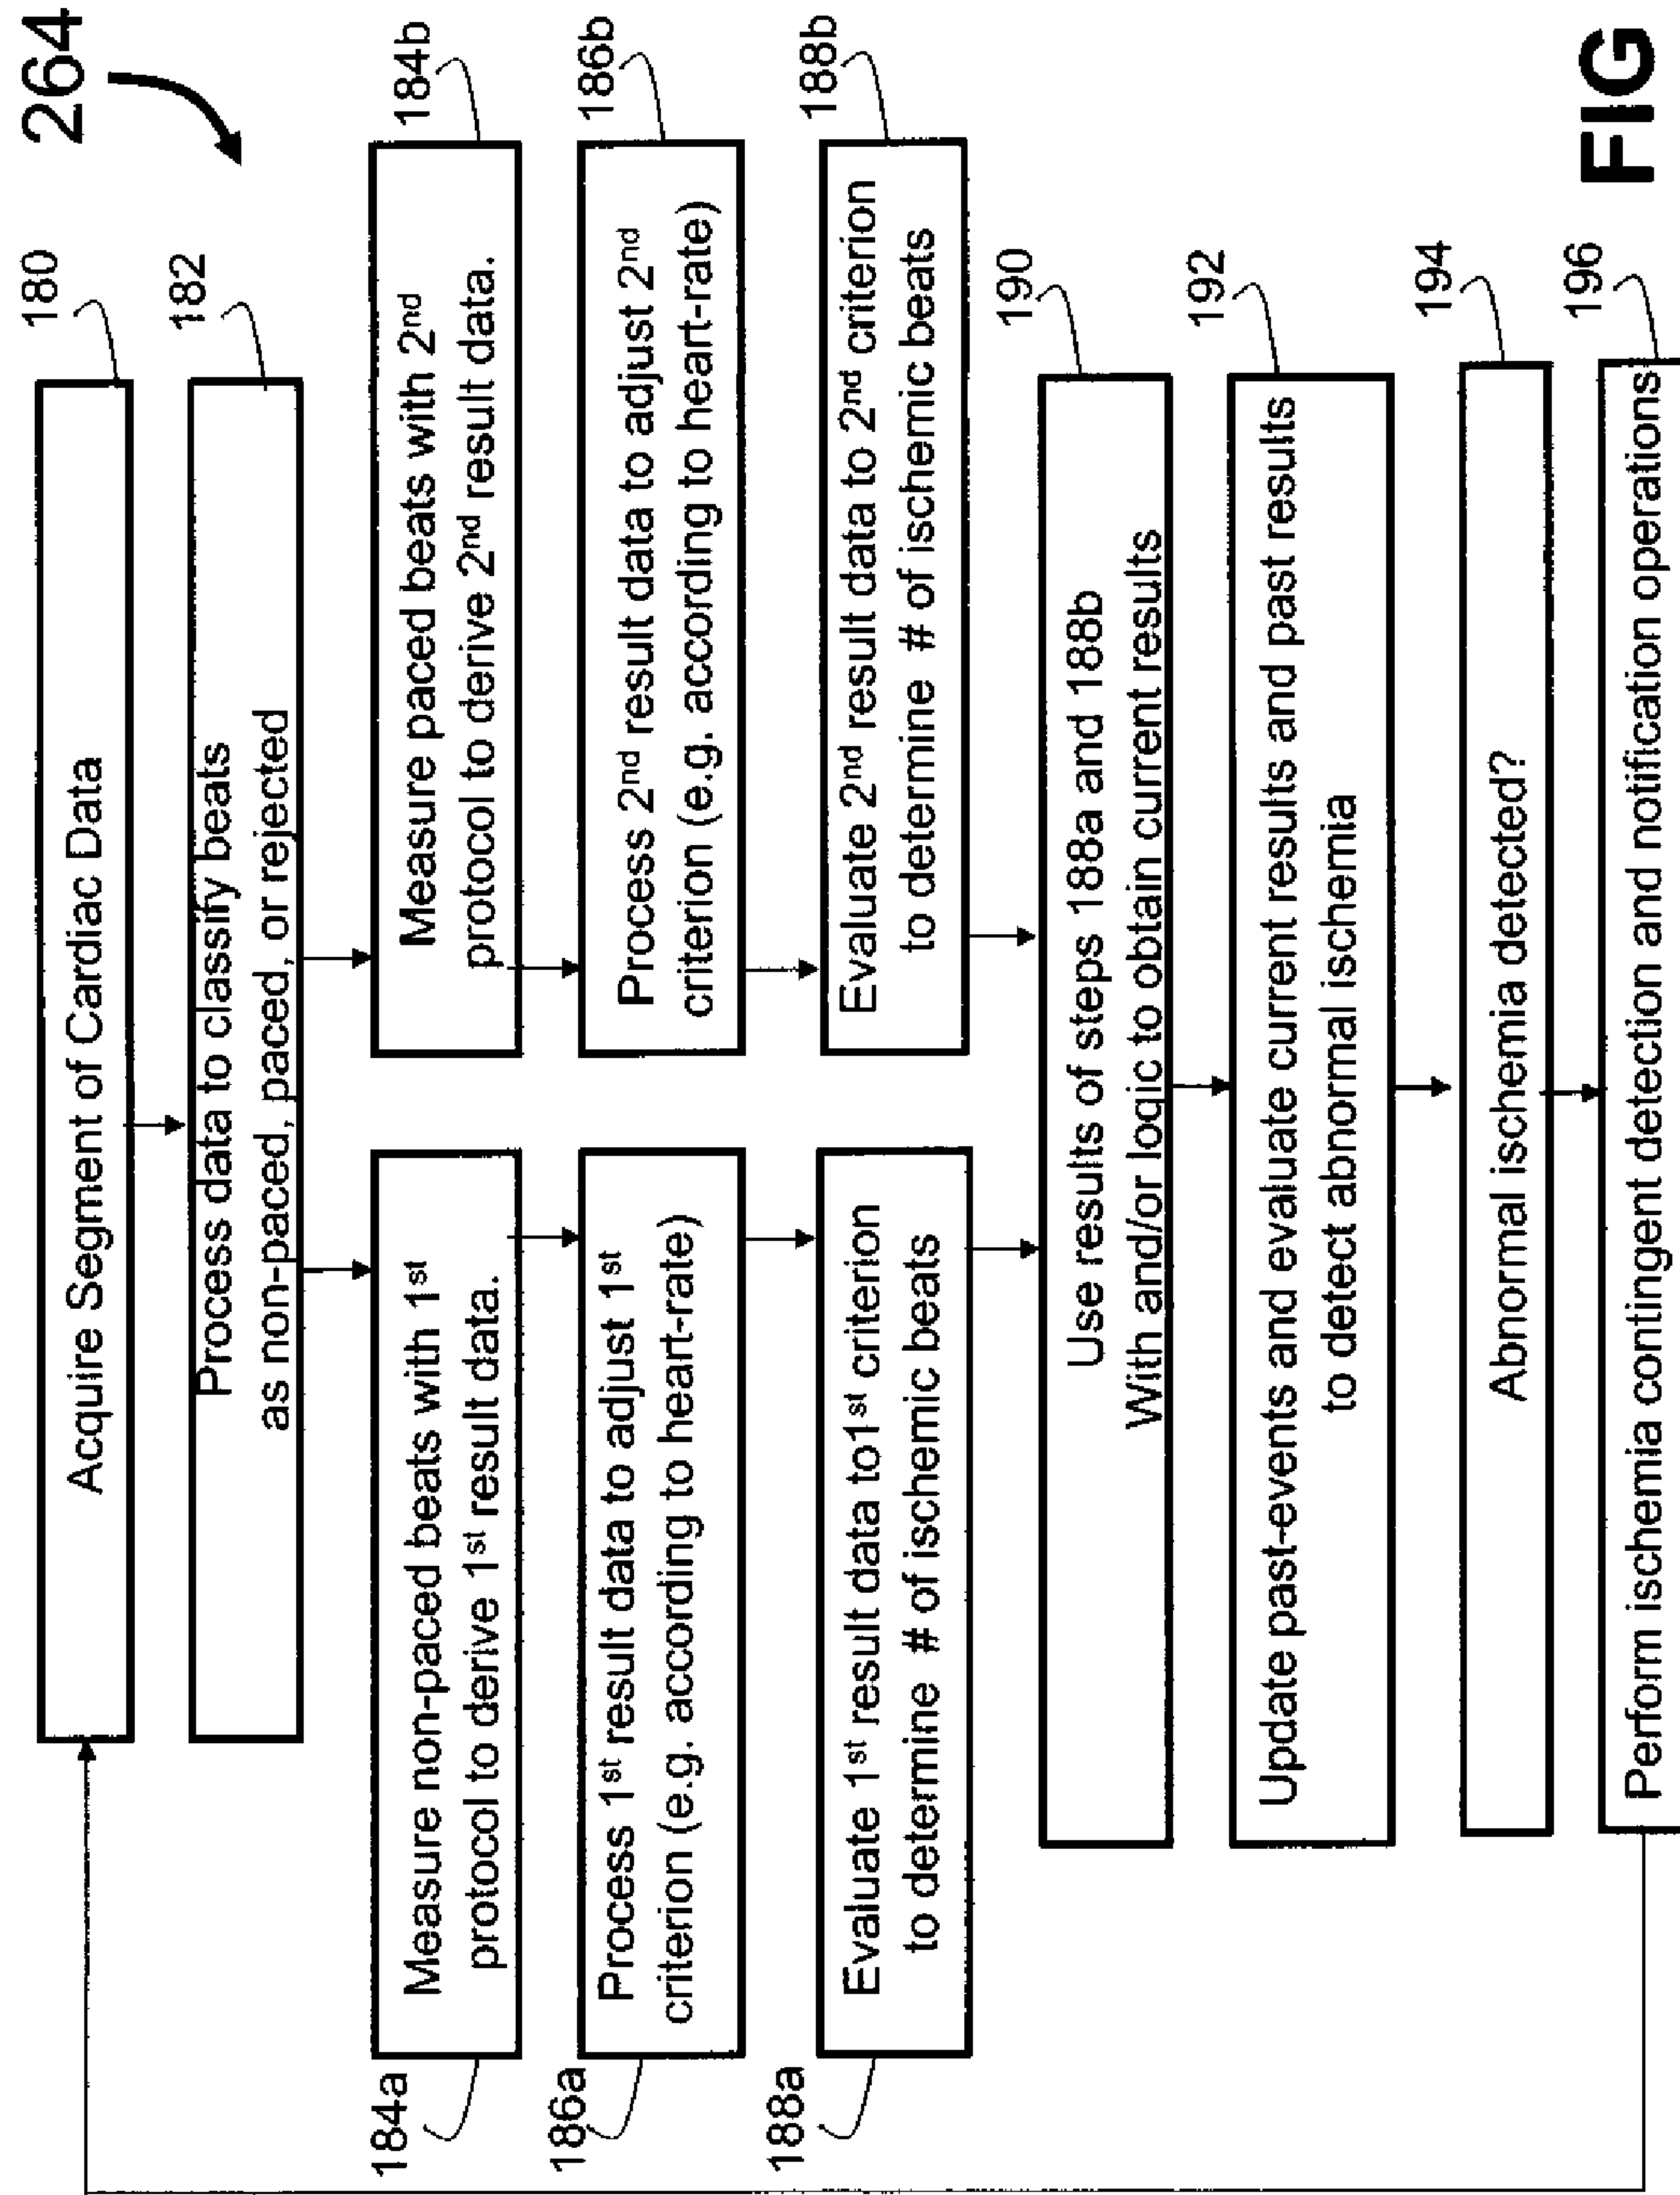 264
180
Acquire Segment of Cardiac Data
182
Process data to classify beats
as non-paced, paced, or rejected
184a
Measure non-paced beats with 1st
protocol to derive 1st result data.
184b
Measure paced beats with 2nd
protocol to derive 2nd result data.
186a
Process 1st result data to adjust 1st
criterion (e.g. according to heart-rate)
186b
Process 2nd result data to adjust 2nd
criterion (e.g. according to heart-rate)
188a
Evaluate 1st result data to1st criterion
to determine # of ischemic beats
188b
Evaluate 2nd result data to 2nd criterion
to determine # of ischemic beats
190
Use results of steps 188a and 188b
With and/or logic to obtain current results
192
Update past-events and evaluate current results and past results
to detect abnormal ischemia
194
Abnormal ischemia detected?
196
Perform ischemia contingent detection and notification operations
FIG